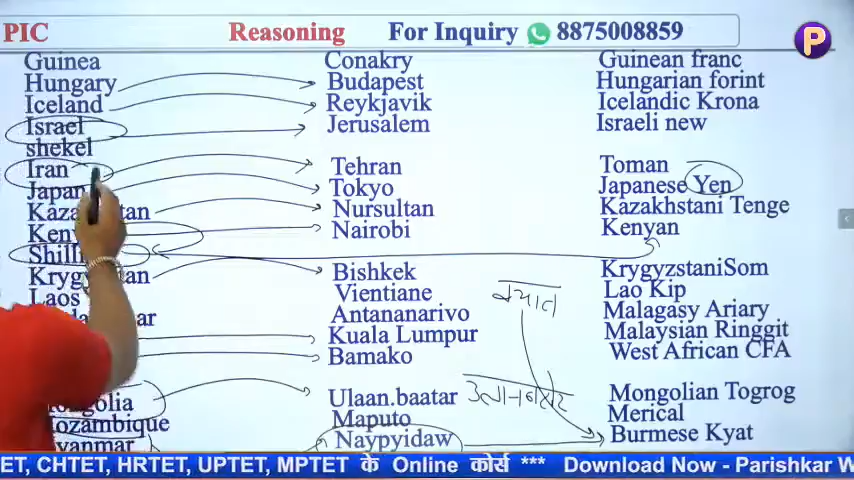 PIC Reasoning For Inquiry 8875008859
P
Guinea Conakry Guinean franc
Hungary Budapest Hungarian forint
Iceland Reykjavik Icelandic Krona
Israel Jerusalem Israeli new
shekel
Iran Tehran Toman
Japan Tokyo Japanese Yen
Nursultan Kazakhstani Tenge
Nairobi Kenyan
Bishkek KrygyzstaniSom
Laos Vientiane Lao Kip
Antananarivo Malagasy Ariary
Kuala Lumpur Malaysian Ringgit
Bamako West African CFA
Ulaan.baatar Mongolian Togrog
Maputo Merical
Naypyidaw Burmese Kyat
ET, CHTET, HRTET, UPTET, MPTET के Online कोर्स *** Download Now - Parishkar W